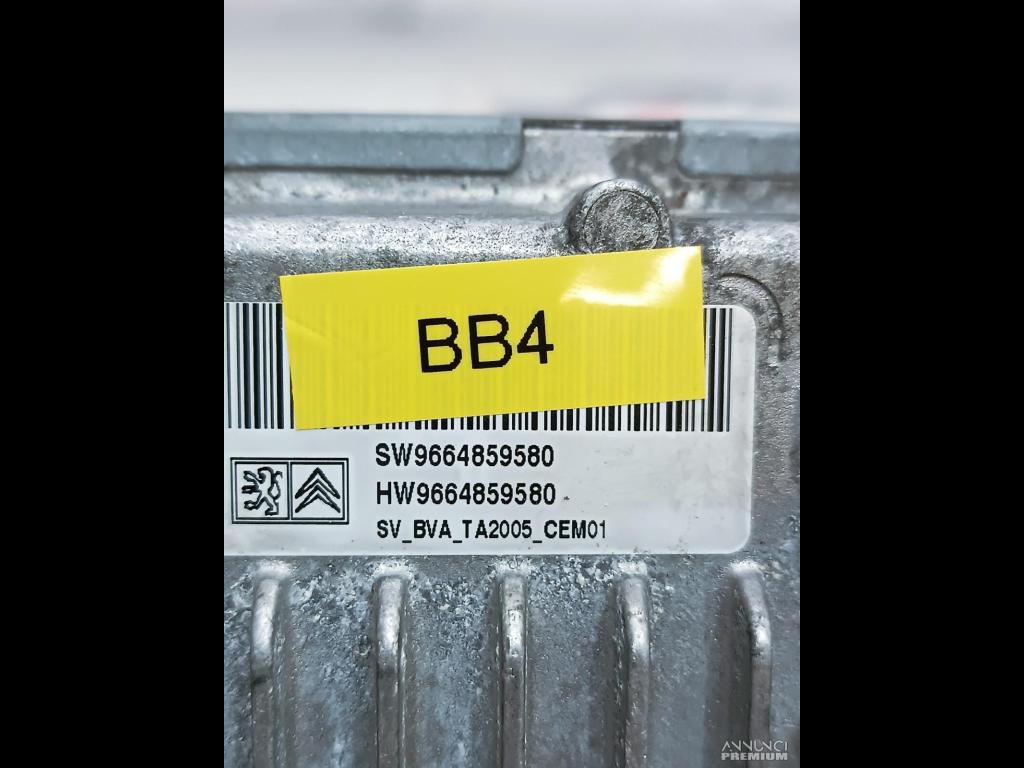 BB4
SW9664859580
HW9664859580
SV_BVA_TA2005_CEM01
ANNUNCI
PREMIUM